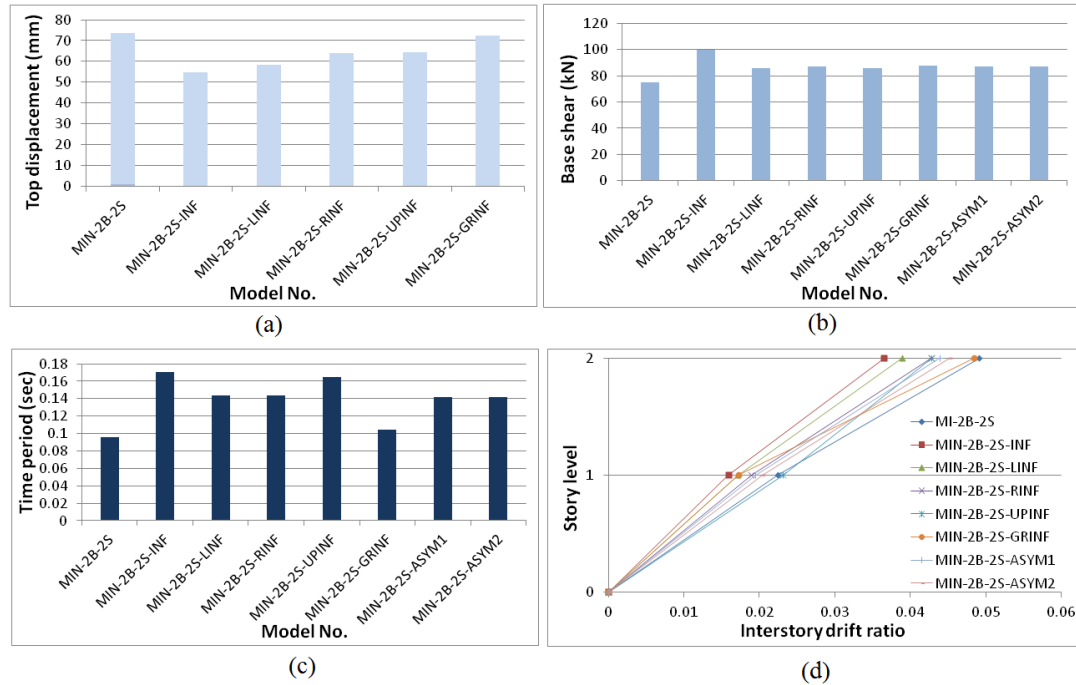 80
70
60
50
40
30
20
10
0
Top displacement (mm)
MIN-2B-2S
MIN-2B-2S-INF
MIN-2B-2S-LINF
MIN-2B-2S-RINF
MIN-2B-2S-UPINF
MIN-2B-2S-GRINF
Model No.
(a)
120
100
80
60
40
20
0
Base shear (kN)
MIN-2B-2S
MIN-2B-2S-INF
MIN-2B-2S-LINF
MIN-2B-2S-RINF
MIN-2B-2S-UPINF
MIN-2B-2S-GRINF
MIN-2B-2S-ASYM1
MIN-2B-2S-ASYM2
Model No.
(b)
0.18
0.16
0.14
0.12
0.1
0.08
0.06
0.04
0.02
0
Time period (sec)
MIN-2B-2S
MIN-2B-2S-INF
MIN-2B-2S-LINF
MIN-2B-2S-RINF
MIN-2B-2S-UPINF
MIN-2B-2S-GRINF
MIN-2B-2S-ASYM1
MIN-2B-2S-ASYM2
Model No.
(c)
2
1
0
Story level
MI-2B-2S
MIN-2B-2S-INF
MIN-2B-2S-LINF
MIN-2B-2S-RINF
MIN-2B-2S-UPINF
MIN-2B-2S-GRINF
MIN-2B-2S-ASYM1
MIN-2B-2S-ASYM2
0 0.01 0.02 0.03 0.04 0.05 0.06
Interstory drift ratio
(d)